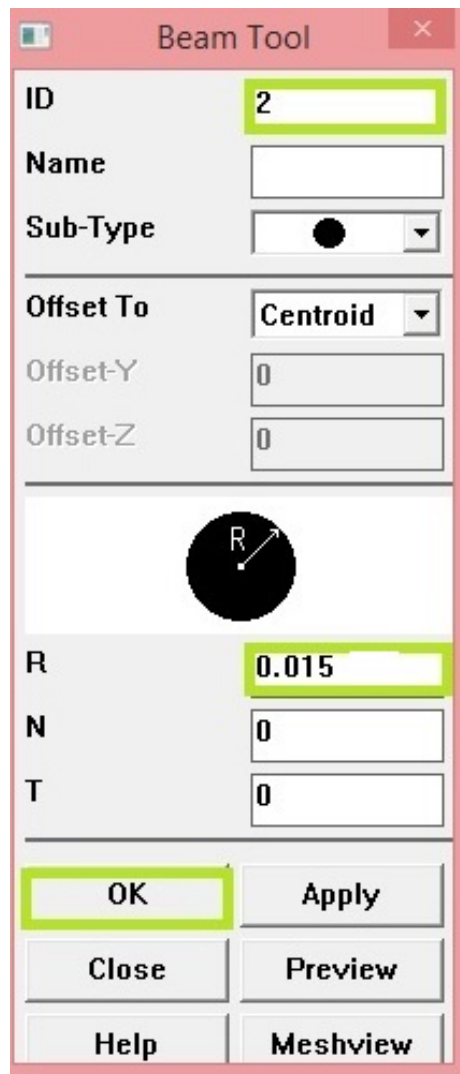 Beam Tool
ID 2
Name
Sub-Type
Offset To Centroid
Offset-Y 0
Offset-Z 0
R
R 0.015
N 0
T 0
OK Apply
Close Preview
Help Meshview